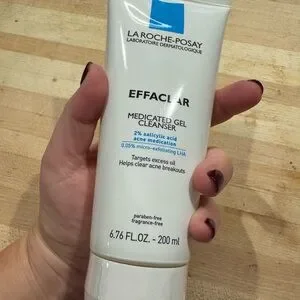 LA ROCHE-POSAY
LABORATOIRE DERMATOLOGIQUE
EFFACLAR
MEDICATED GEL
CLEANSER
2% salicylic acid
acne medication
0.05% micro-exfoliating LHA
Targets excess oil
Helps clear acne breakouts
paraben-free
fragrance-free
6.76 FL.OZ. - 200 ml